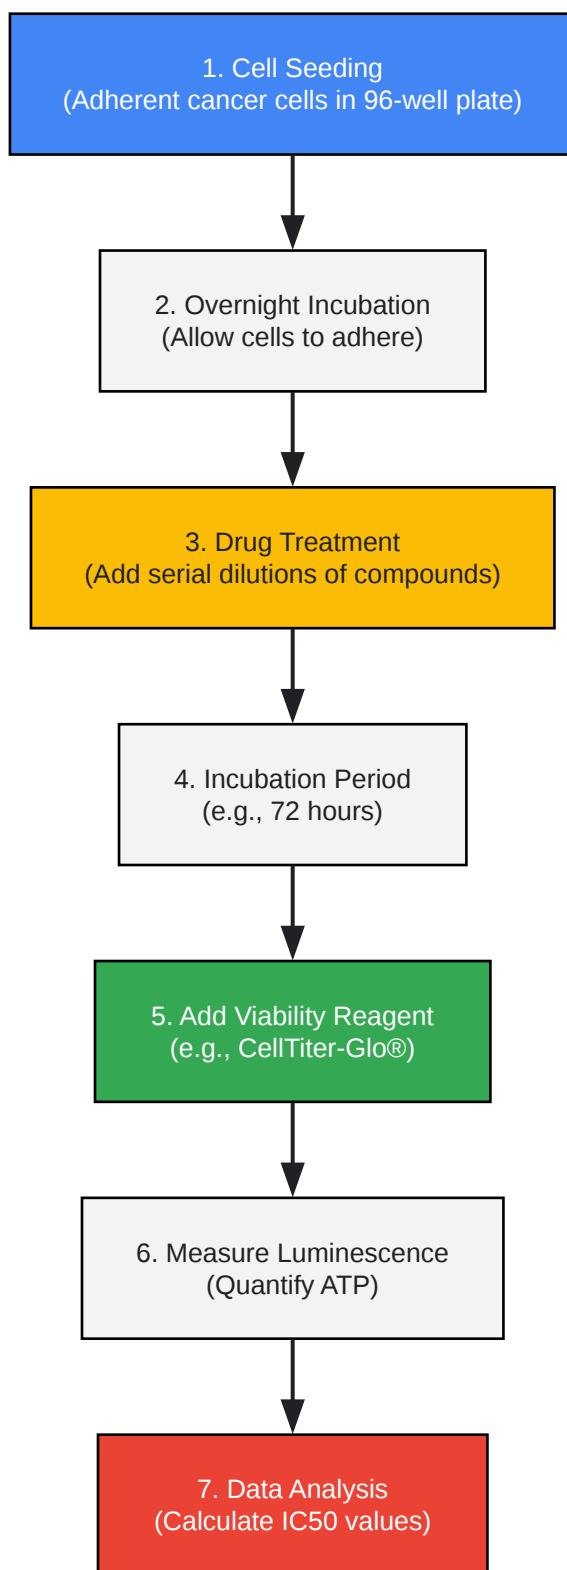 1. Cell Seeding
(Adherent cancer cells in 96-well plate)
2. Overnight Incubation
(Allow cells to adhere)
3. Drug Treatment
(Add serial dilutions of compounds)
4. Incubation Period
(e.g., 72 hours)
5. Add Viability Reagent
(e.g., CellTiter-Glo®)
6. Measure Luminescence
(Quantify ATP)
7. Data Analysis
(Calculate IC50 values)